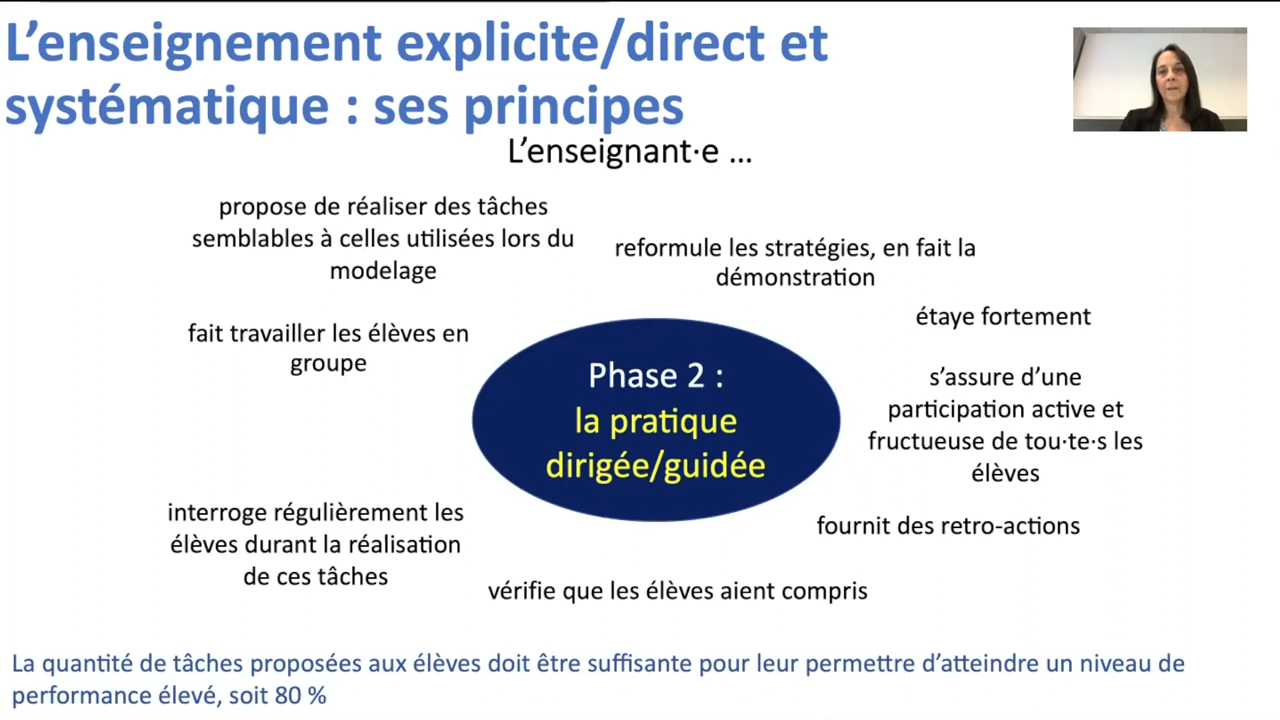 L’enseignement explicite/direct et
systématique : ses principes
L’enseignant·e ...
propose de réaliser des tâches
semblables à celles utilisées lors du
modelage
reformule les stratégies, en fait la
démonstration
étaye fortement
fait travailler les élèves en
groupe
Phase 2 :
la pratique
dirigée/guidée
s’assure d’une
participation active et
fructueuse de tou·te·s les
élèves
interroge régulièrement les
élèves durant la réalisation
de ces tâches
fournit des retro-actions
vérifie que les élèves aient compris
La quantité de tâches proposées aux élèves doit être suffisante pour leur permettre d’atteindre un niveau de
performance élevé, soit 80 %